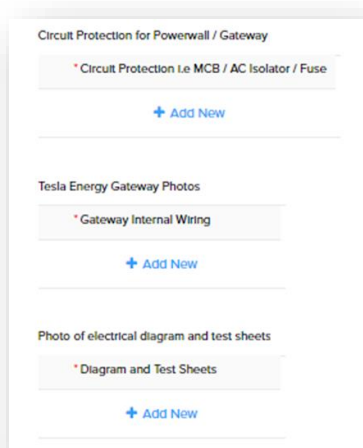 Circuit Protection for Powerwall / Gateway
* Circuit Protection i.e MCB / AC Isolator / Fuse
+ Add New
Tesla Energy Gateway Photos
* Gateway Internal Wiring
+ Add New
Photo of electrical diagram and test sheets
* Diagram and Test Sheets
+ Add New